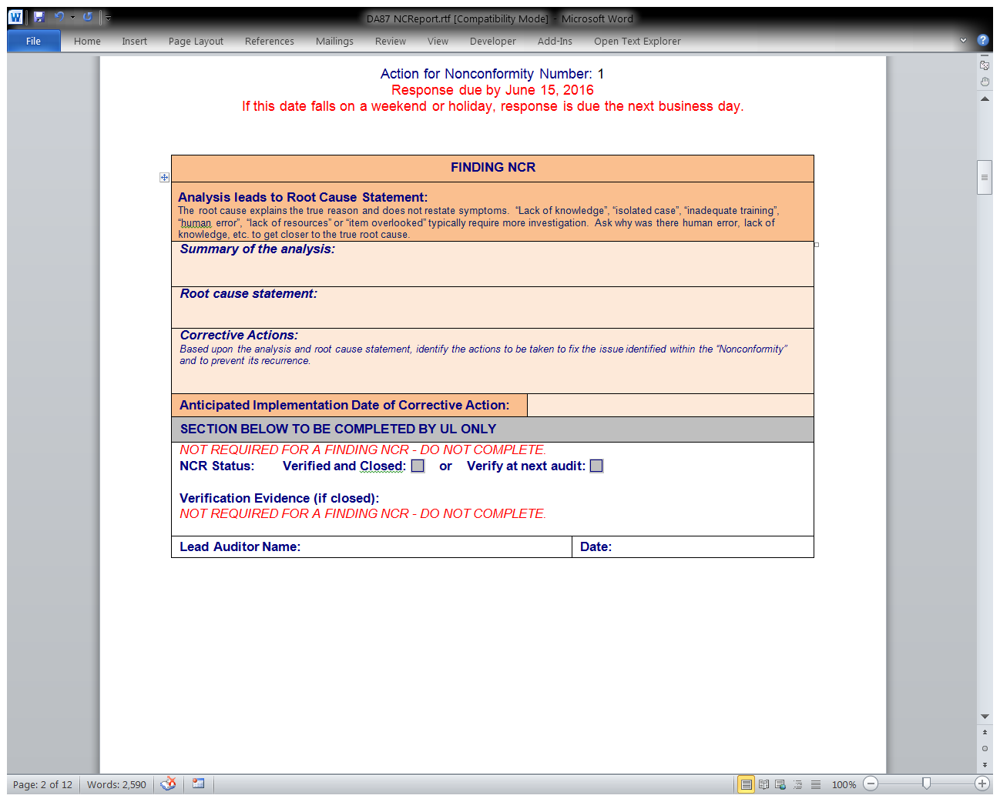 DA87 NCReport.rtf [Compatibility Mode] - Microsoft Word
File Home Insert Page Layout References Mailings Review View Developer Add-Ins Open Text Explorer
Action for Nonconformity Number: 1
Response due by June 15, 2016
If this date falls on a weekend or holiday, response is due the next business day.
FINDING NCR
Analysis leads to Root Cause Statement:
The root cause explains the true reason and does not restate symptoms. “Lack of knowledge”, “isolated case”, “inadequate training”,
“human error”, “lack of resources” or “item overlooked” typically require more investigation. Ask why was there human error, lack of
knowledge, etc. to get closer to the true root cause.
Summary of the analysis:
Root cause statement:
Corrective Actions:
Based upon the analysis and root cause statement, identify the actions to be taken to fix the issue identified within the “Nonconformity”
and to prevent its recurrence.
Anticipated Implementation Date of Corrective Action:
SECTION BELOW TO BE COMPLETED BY UL ONLY
NOT REQUIRED FOR A FINDING NCR - DO NOT COMPLETE.
NCR Status: Verified and Closed: or Verify at next audit:
Verification Evidence (if closed):
NOT REQUIRED FOR A FINDING NCR - DO NOT COMPLETE.
Lead Auditor Name: Date:
Page: 2 of 12 Words: 2,590 100%